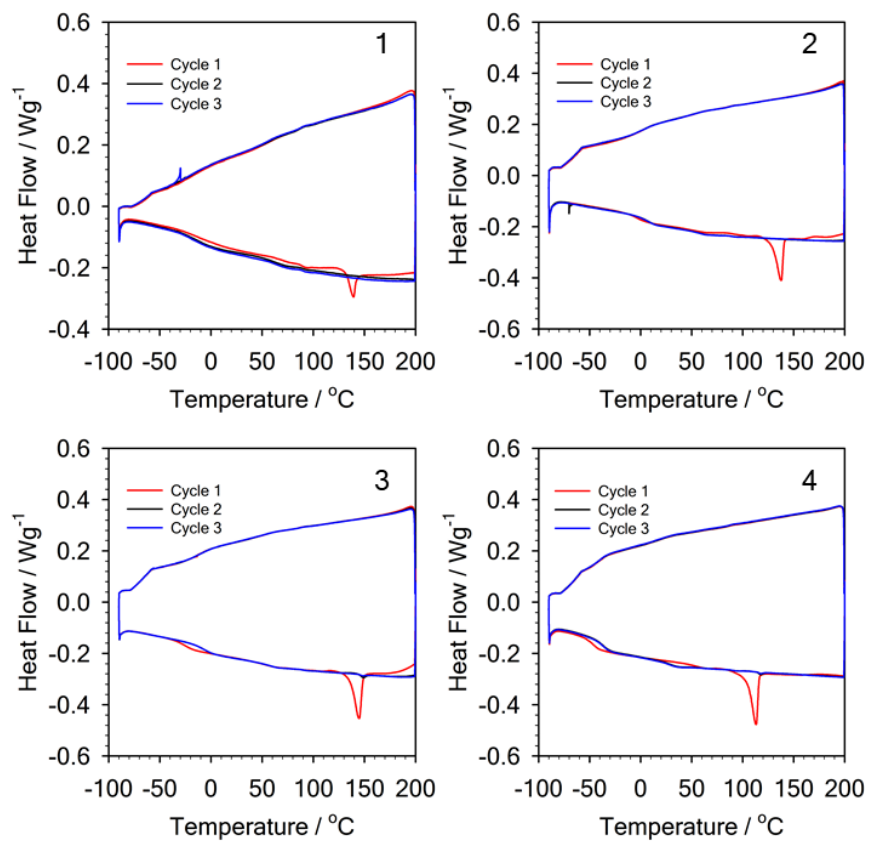 1
Cycle 1
Cycle 2
Cycle 3
0.6
0.4
0.2
0.0
-0.2
-0.4
Heat Flow / Wg⁻¹
-100 -50 0 50 100 150 200
Temperature / °C
2
Cycle 1
Cycle 2
Cycle 3
0.6
0.4
0.2
0.0
-0.2
-0.4
-0.6
Heat Flow / Wg⁻¹
-100 -50 0 50 100 150 200
Temperature / °C
3
Cycle 1
Cycle 2
Cycle 3
0.6
0.4
0.2
0.0
-0.2
-0.4
-0.6
Heat Flow / Wg⁻¹
-100 -50 0 50 100 150 200
Temperature / °C
4
Cycle 1
Cycle 2
Cycle 3
0.6
0.4
0.2
0.0
-0.2
-0.4
-0.6
Heat Flow / Wg⁻¹
-100 -50 0 50 100 150 200
Temperature / °C